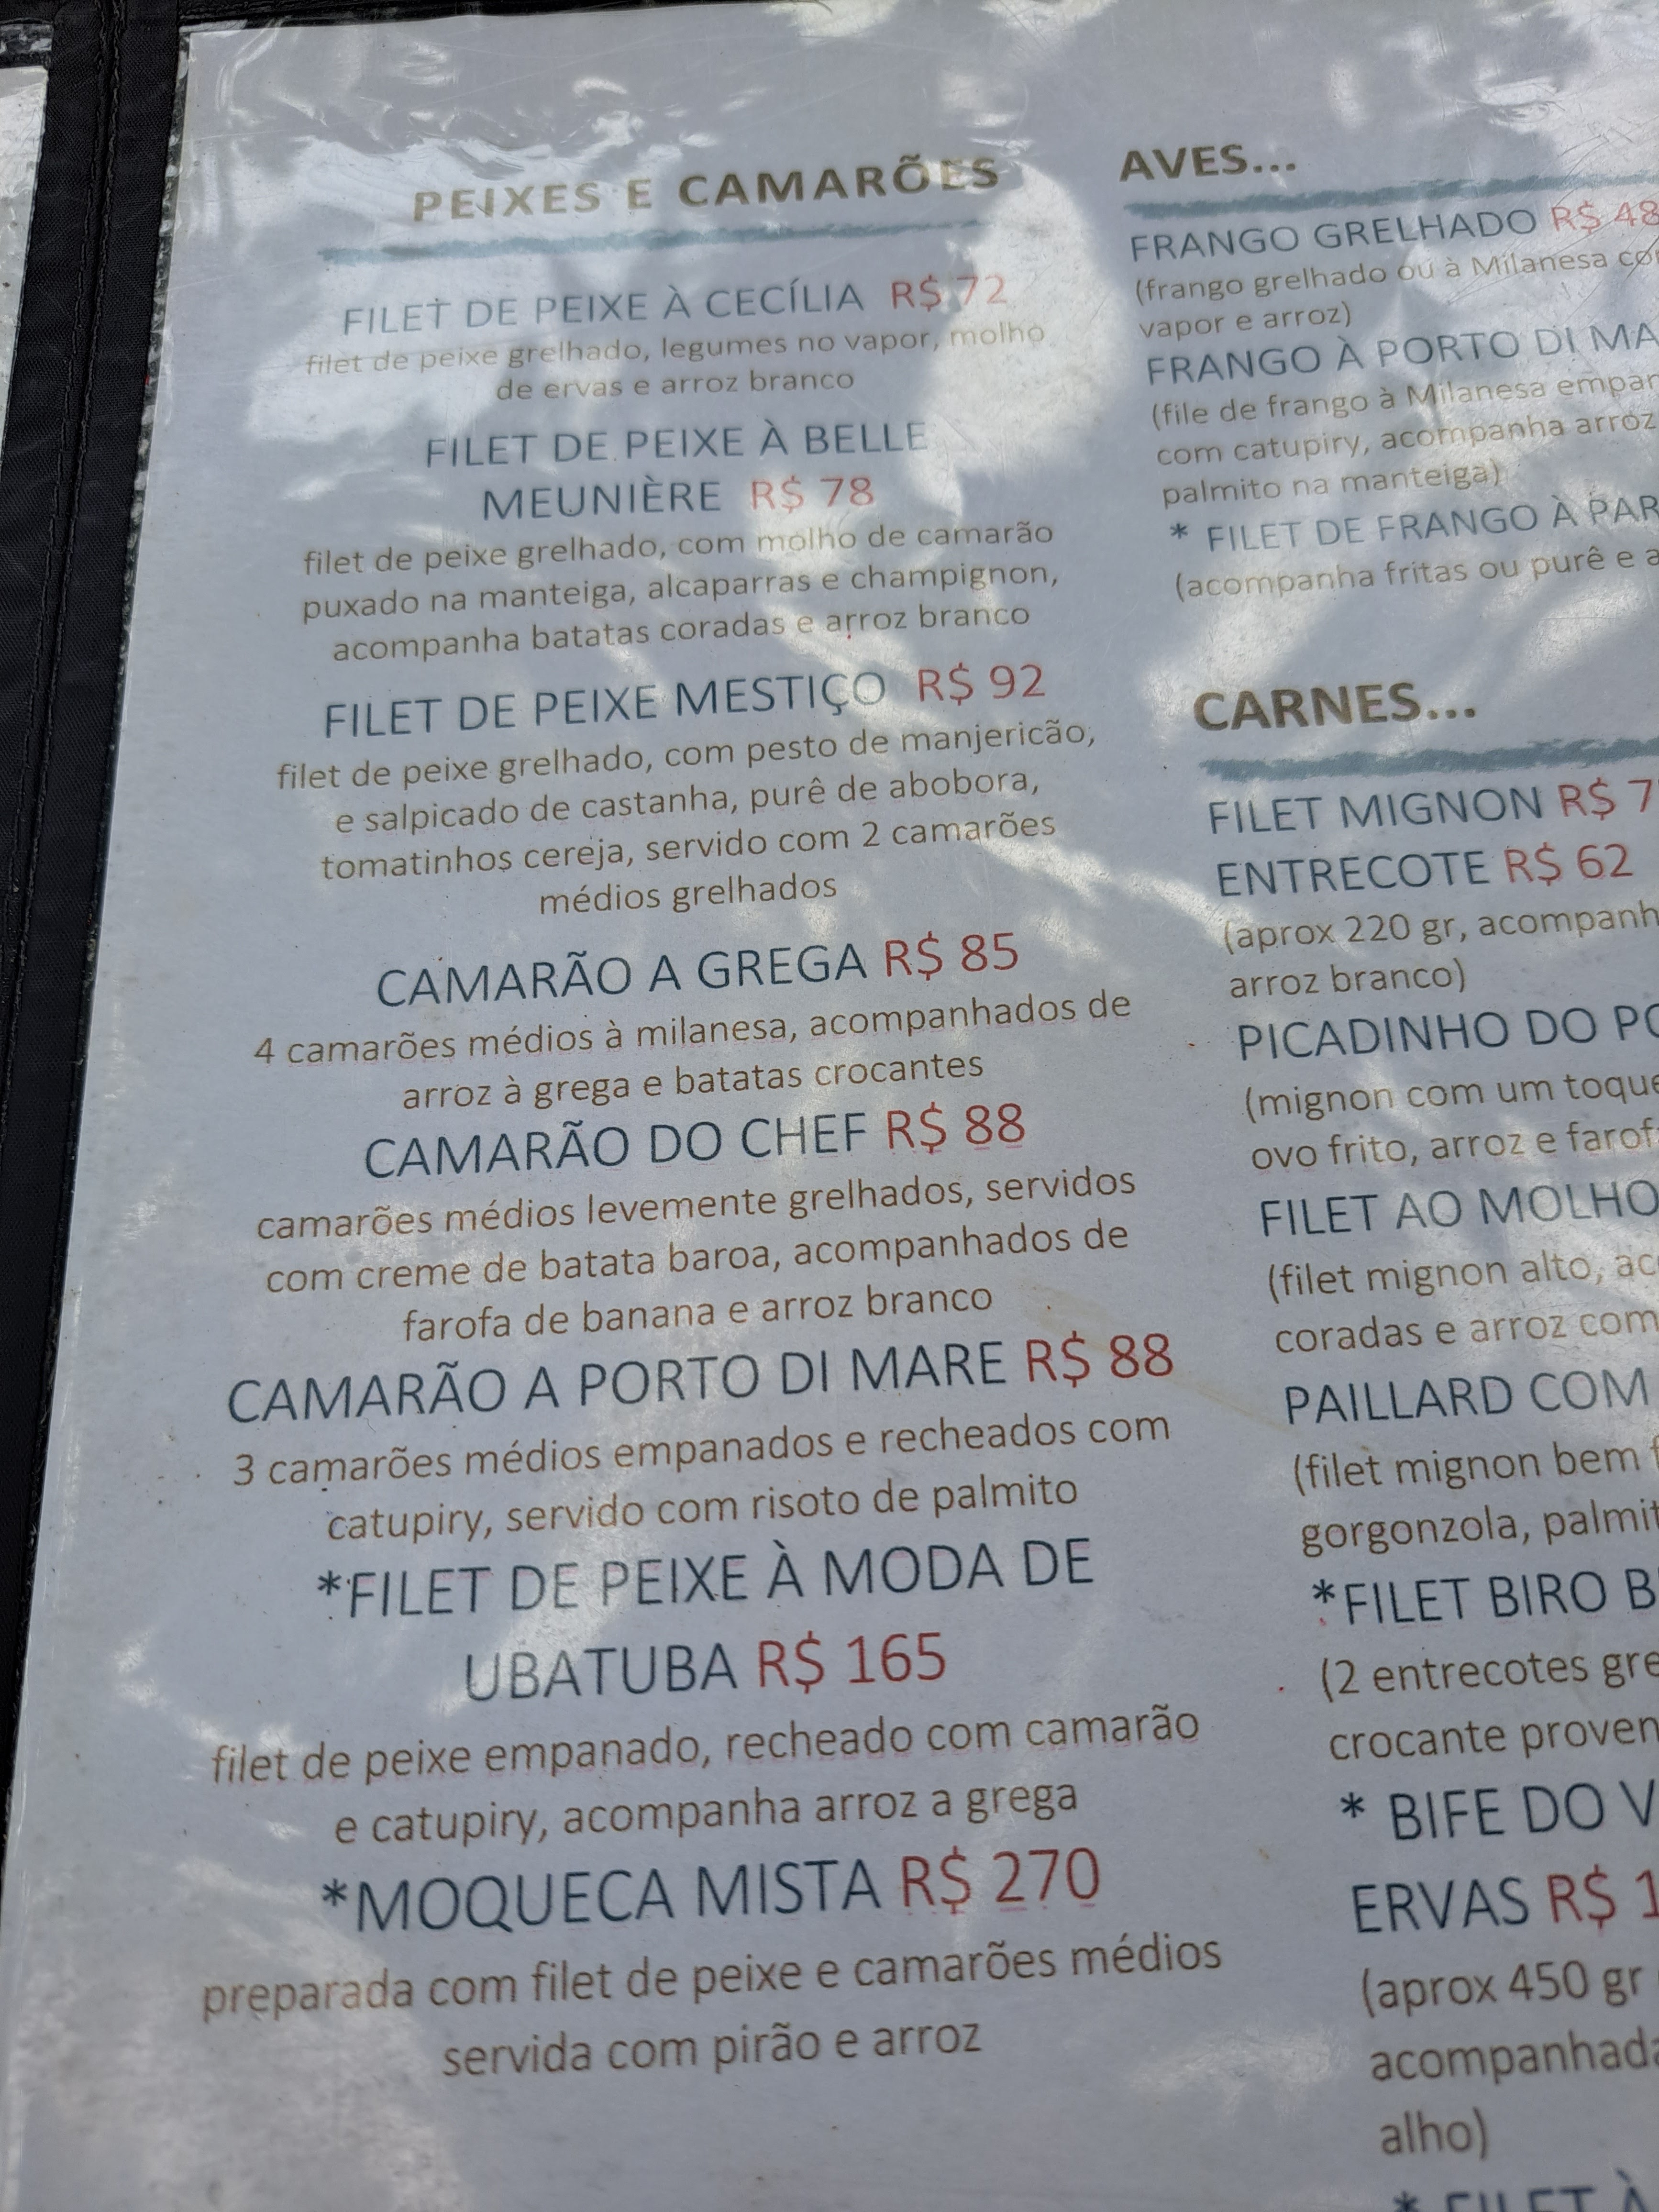 PEIXES E CAMARÕES
FILET DE PEIXE À CECÍLIA R$ 72
filet de peixe grelhado, legumes no vapor, molho
de ervas e arroz branco
FILET DE PEIXE À BELLE
MEUNIÈRE R$ 78
filet de peixe grelhado, com molho de camarão
puxado na manteiga, alcaparras e champignon,
acompanha batatas coradas e arroz branco
FILET DE PEIXE MESTIÇO R$ 92
filet de peixe grelhado, com pesto de manjericão,
e salpicado de castanha, purê de abobora,
tomatinhos cereja, servido com 2 camarões
médios grelhados
CAMARÃO A GREGA R$ 85
4 camarões médios à milanesa, acompanhados de
arroz à grega e batatas crocantes
CAMARÃO DO CHEF R$ 88
camarões médios levemente grelhados, servidos
com creme de batata baroa, acompanhados de
farofa de banana e arroz branco
CAMARÃO A PORTO DI MARE R$ 88
3 camarões médios empanados e recheados com
catupiry, servido com risoto de palmito
*FILET DE PEIXE À MODA DE
UBATUBA R$ 165
filet de peixe empanado, recheado com camarão
e catupiry, acompanha arroz a grega
*MOQUECA MISTA R$ 270
preparada com filet de peixe e camarões médios
servida com pirão e arroz
AVES...
FRANGO GRELHADO R$ 48
(frango grelhado ou à Milanesa
vapor e arroz)
FRANGO À PORTO DI
(file de frango à Milanesa
com catupiry, acompanha arroz
palmito na manteiga)
* FILET DE FRANGO À
(acompanha fritas ou purê e
CARNES...
FILET MIGNON R$
ENTRECOTE R$ 62
(aprox 220 gr,
arroz branco)
PICADINHO DO
(mignon com um toque
ovo frito, arroz e
FILET AO MOLHO
(filet mignon alto,
coradas e arroz com
PAILLARD COM
(filet mignon bem
gorgonzola,
*FILET BIRO
(2 entrecotes
crocante
* BIFE DO
ERVAS R$
(aprox 450 gr
alho)
* FILET À